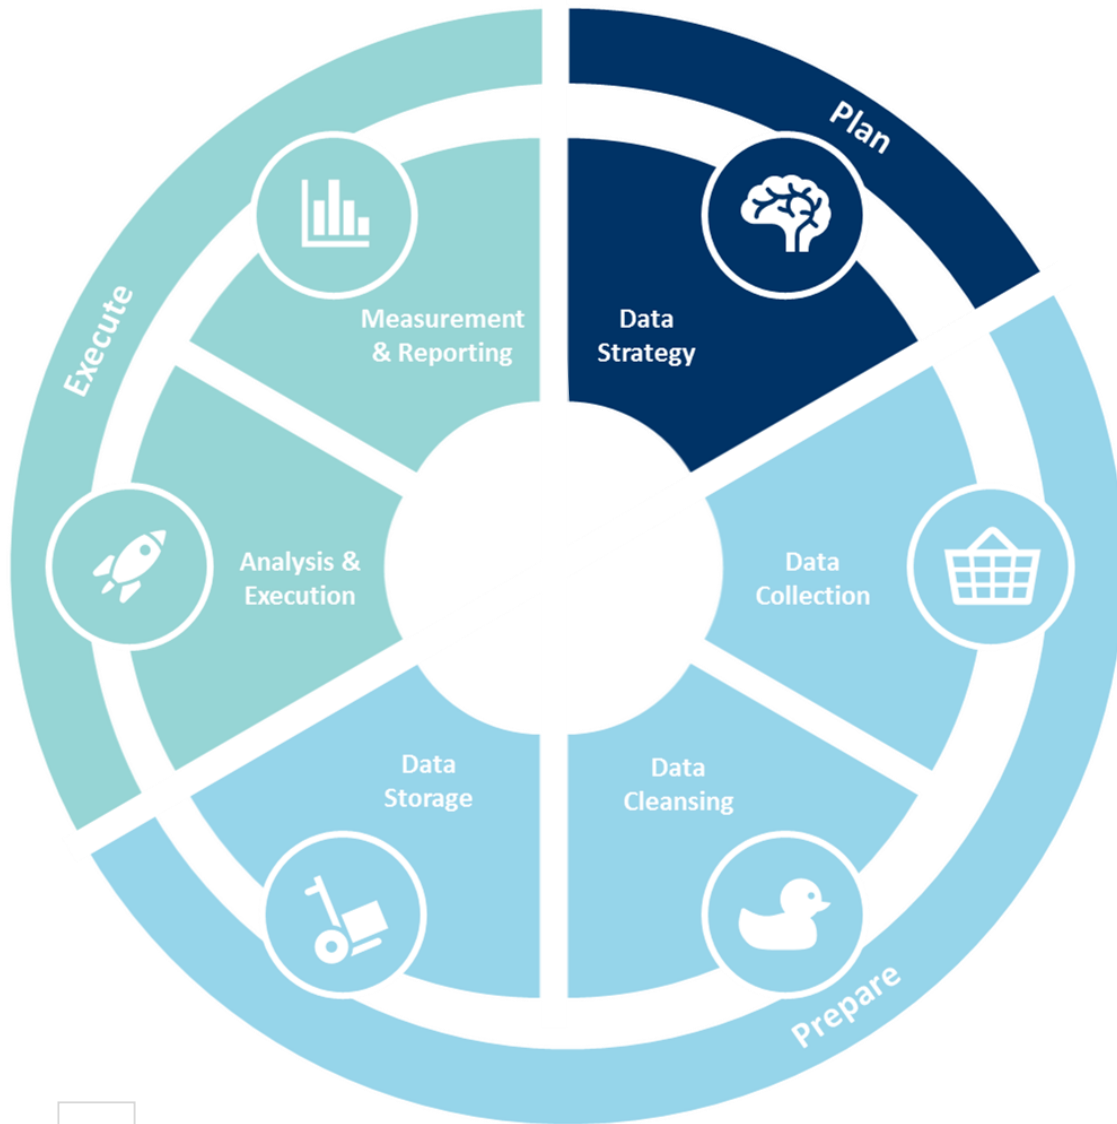 Plan
Data
Strategy
Data
Collection
Data
Cleansing
Prepare
Data
Storage
Analysis &
Execution
Execute
Measurement
& Reporting